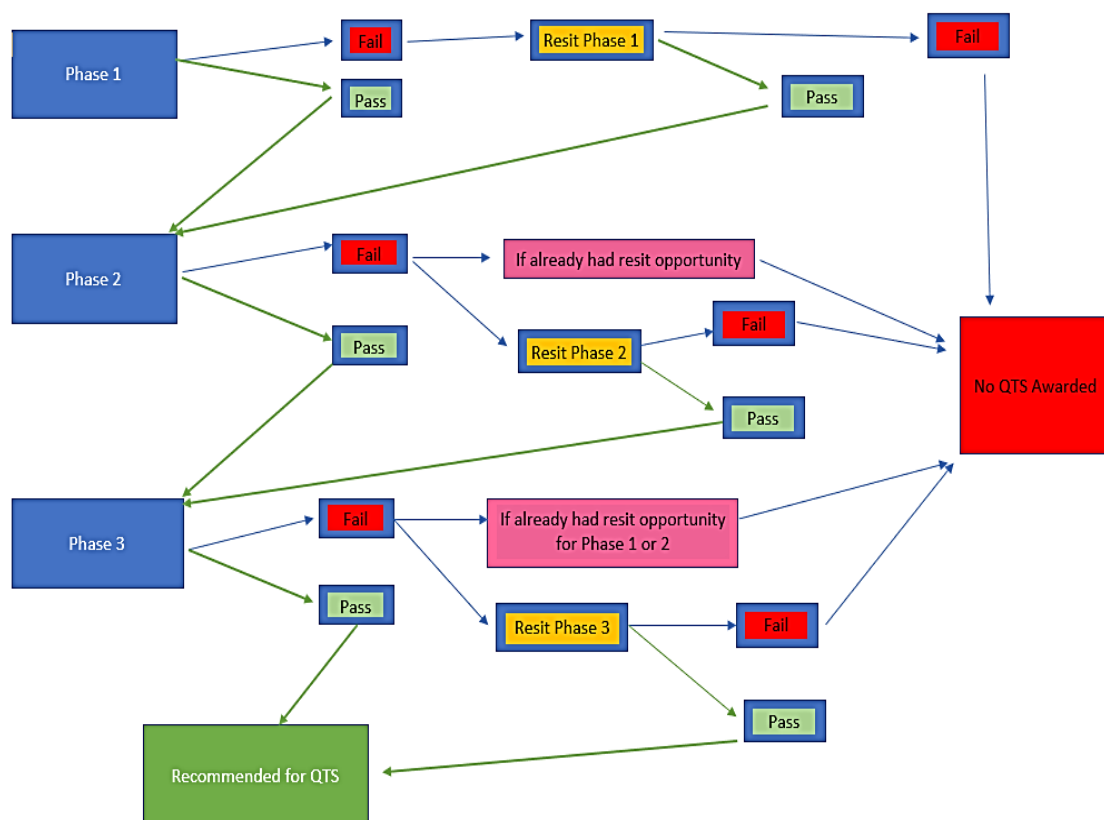 Fail
Resit Phase 1
Fail
Phase 1
Pass
Pass
Phase 2
Fail
If already had resit opportunity
Pass
Resit Phase 2
Fail
No QTS Awarded
Pass
Phase 3
Fail
If already had resit opportunity
for Phase 1 or 2
Pass
Resit Phase 3
Fail
Pass
Recommended for QTS